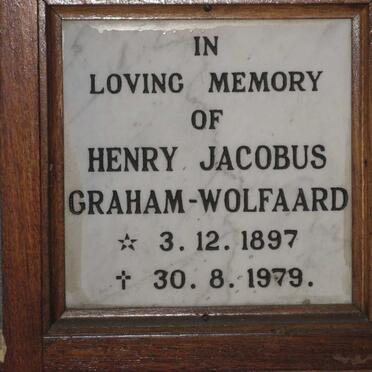 IN
LOVING MEMORY
OF
HENRY JACOBUS
GRAHAM-WOLFAARD
☆ 3. 12. 1897
† 30. 8. 1979.